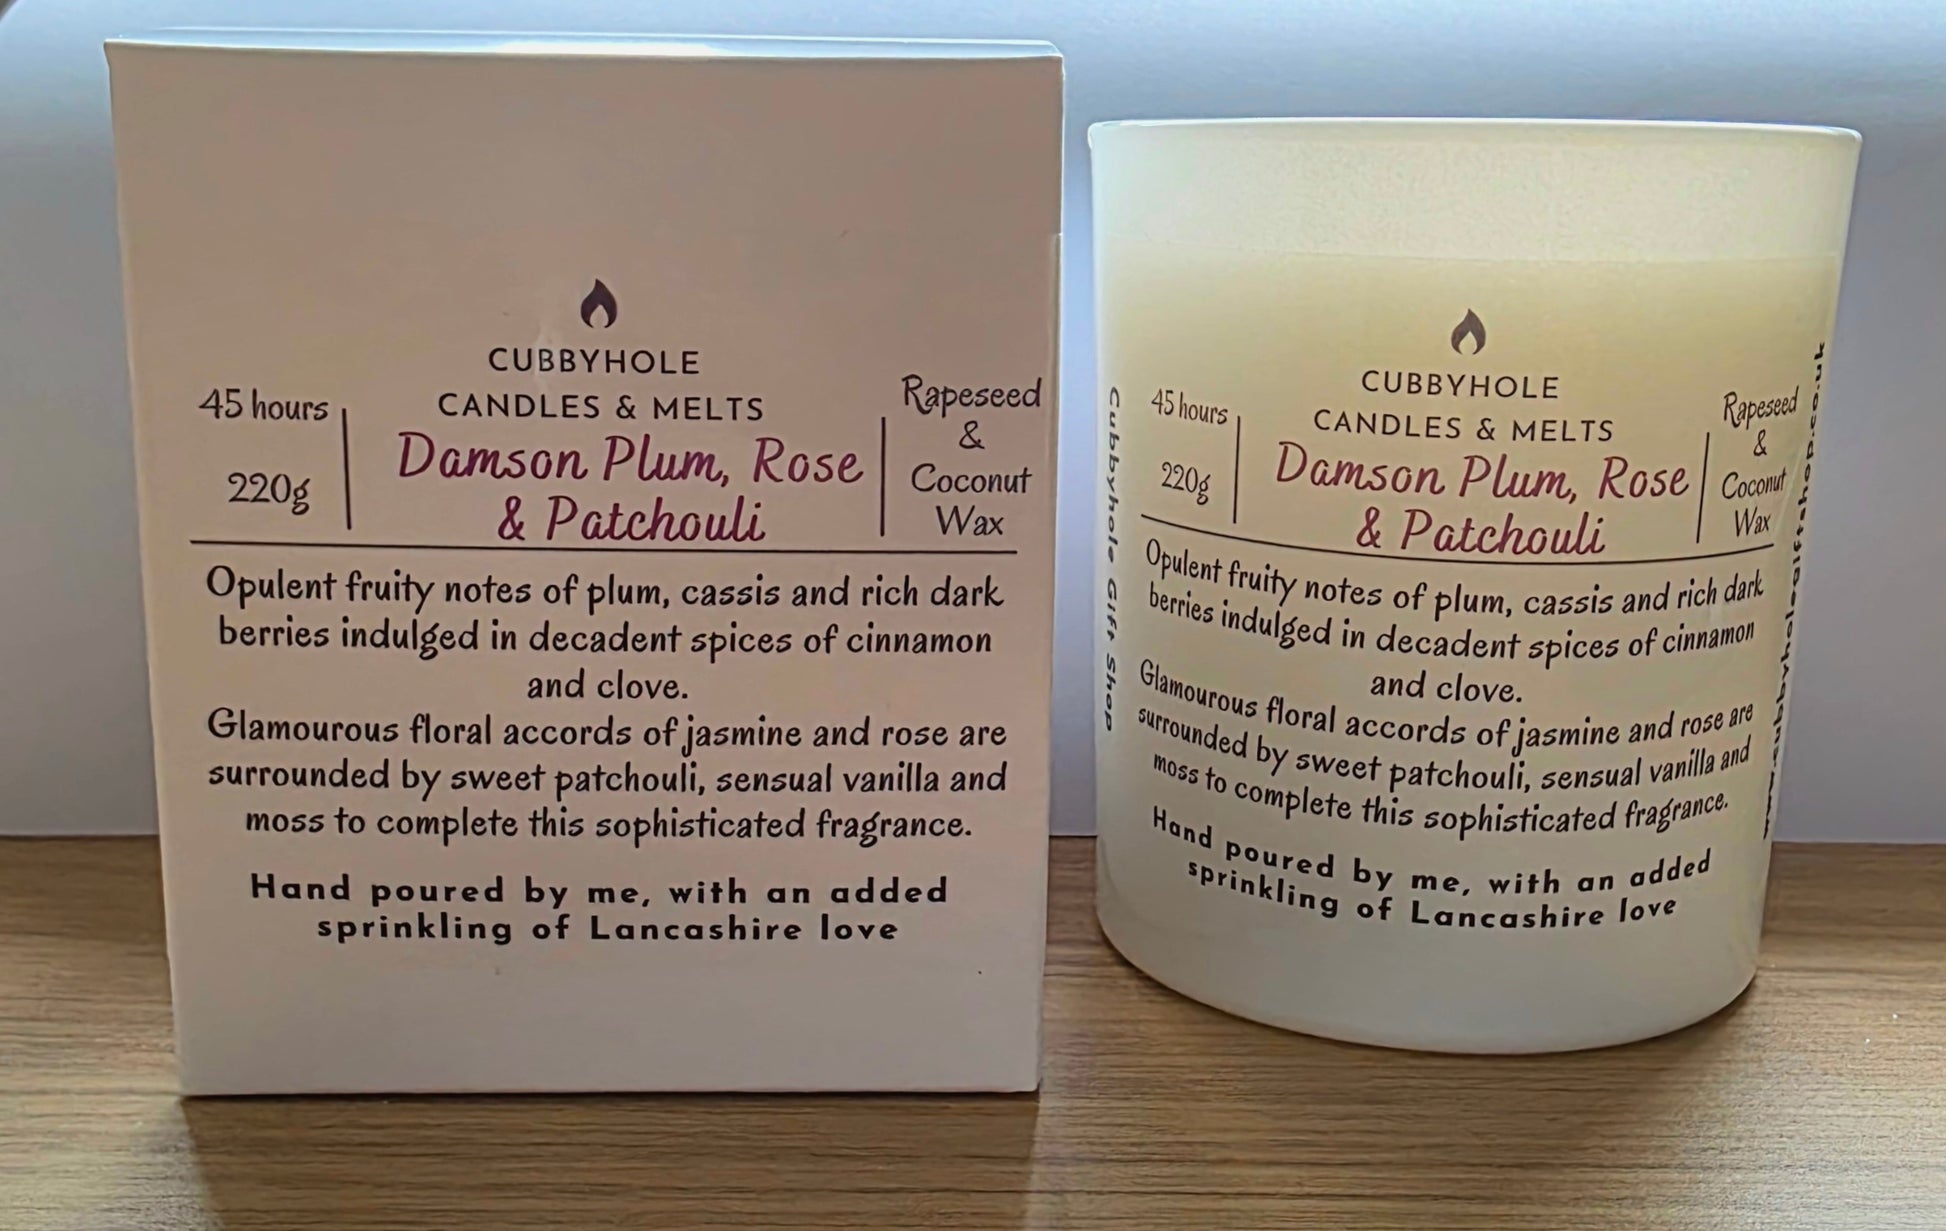 CUBBYHOLE
CANDLES & MELTS
45 hours
220g
Damson Plum, Rose
& Patchouli
Rapeseed
&
Coconut
Wax
Opulent fruity notes of plum, cassis and rich dark
berries indulged in decadent spices of cinnamon
and clove.
Glamourous floral accords of jasmine and rose are
surrounded by sweet patchouli, sensual vanilla and
moss to complete this sophisticated fragrance.
Hand poured by me, with an added
sprinkling of Lancashire love
Cubbyhole Gift Shop
CUBBYHOLE
CANDLES & MELTS
45 hours
220g
Damson Plum, Rose
& Patchouli
Rapeseed
&
Coconut
Wax
Opulent fruity notes of plum, cassis and rich dark
berries indulged in decadent spices of cinnamon
and clove.
Glamourous floral accords of jasmine and rose are
surrounded by sweet patchouli, sensual vanilla and
moss to complete this sophisticated fragrance.
Hand poured by me, with an added
sprinkling of Lancashire love
www.cubbyholegiftshop.co.uk